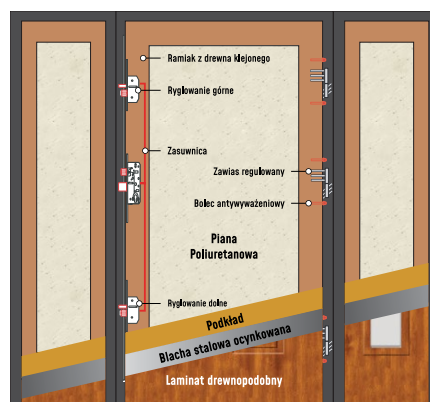 Ramiak z drewna klejonego
Ryglowanie górne
Zasuwnica
Zawias regulowany
Bolec antywyważeniowy
Piana
Poliuretanowa
Ryglowanie dolne
Podkład
Blacha stalowa ocynkowana
Laminat drewnopodobny